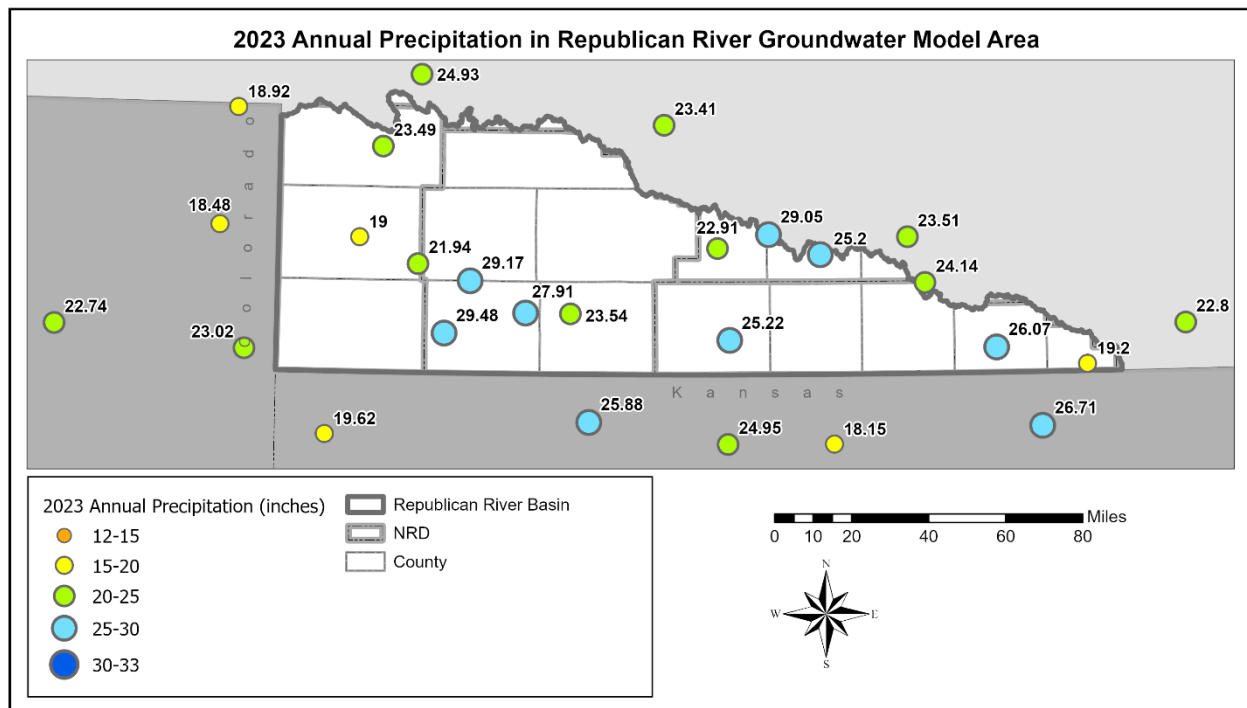 2023 Annual Precipitation in Republican River Groundwater Model Area
24.93
18.92
23.41
23.49
Colorado
18.48
19
21.94
29.17
29.05
22.91
25.2
23.51
24.14
27.91
22.74
23.02
29.48
23.54
25.22
26.07
22.8
19.2
Kansas
19.62
25.88
24.95
18.15
26.71
2023 Annual Precipitation (inches)
12-15
15-20
20-25
25-30
30-33
Republican River Basin
NRD
County
Miles
0 10 20 40 60 80
N
W E
S